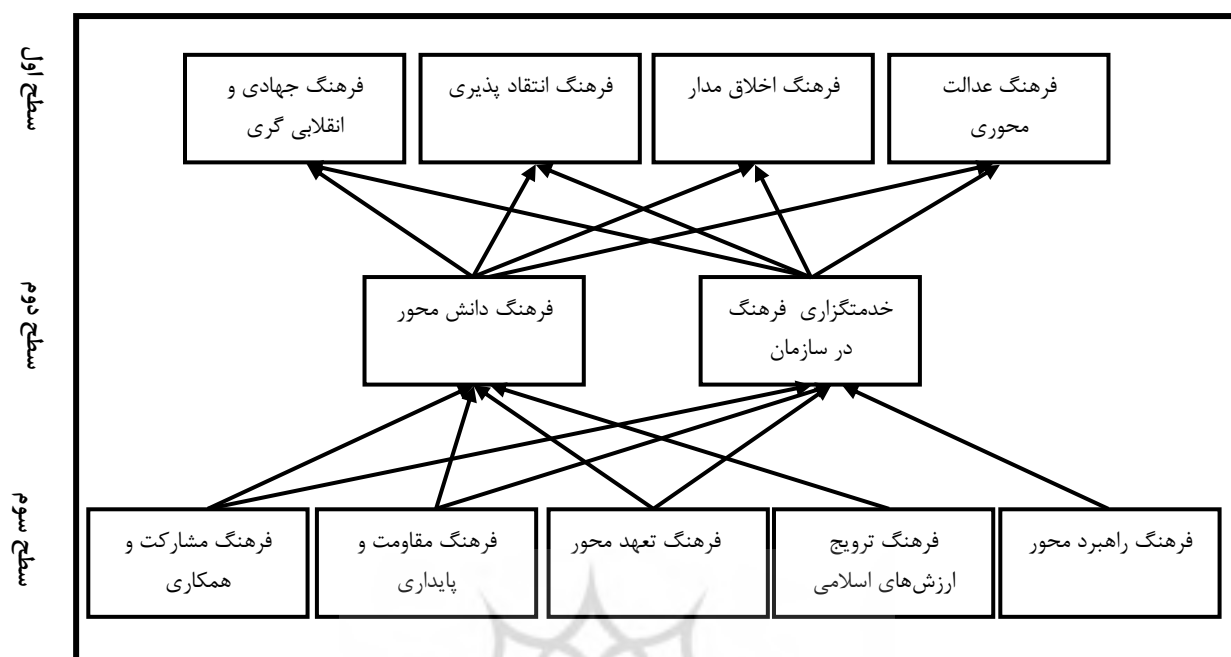 سطح اول
فرهنگ عدالت
محوری
فرهنگ اخلاق مدار
فرهنگ انتقاد پذیری
فرهنگ جهادی و
انقلابی گری
سطح دوم
خدمتگزاری فرهنگ
در سازمان
فرهنگ دانش محور
سطح سوم
فرهنگ راهبرد محور
فرهنگ ترویج
ارزش‌های اسلامی
فرهنگ تعهد محور
فرهنگ مقاومت و
پایداری
فرهنگ مشارکت و
همکاری